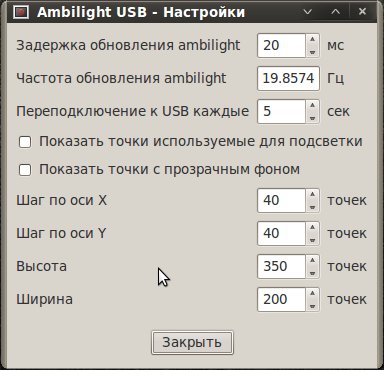 Ambilight USB - Настройки
Задержка обновления ambilight 20 мс
Частота обновления ambilight 19.8574 Гц
Переподключение к USB каждые 5 сек
Показать точки используемые для подсветки
Показать точки с прозрачным фоном
Шаг по оси X 40 точек
Шаг по оси Y 40 точек
Высота 350 точек
Ширина 200 точек
Закрыть